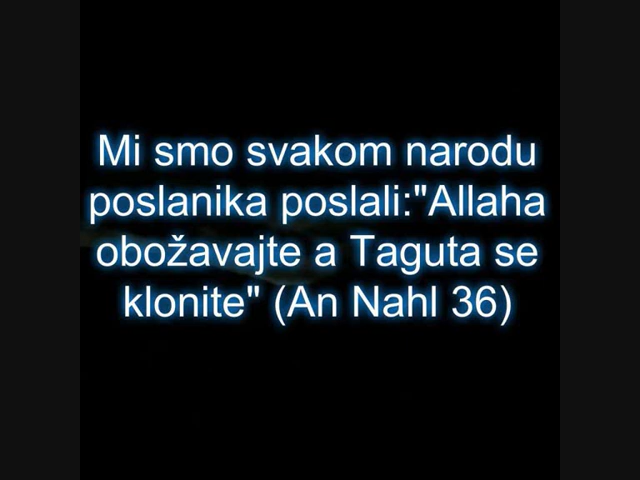 Mi smo svakom narodu
poslanika poslali:"Allaha
obožavajte a Taguta se
klonite" (An Nahl 36)